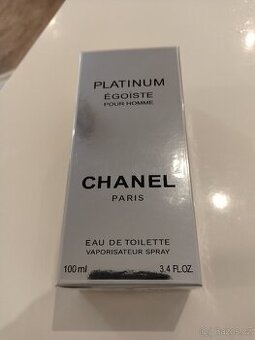 PLATINUM
ÉGOÏSTE
POUR HOMME
CHANEL
PARIS
EAU DE TOILETTE
VAPORISATEUR SPRAY
100 ml 3.4 FL.OZ.